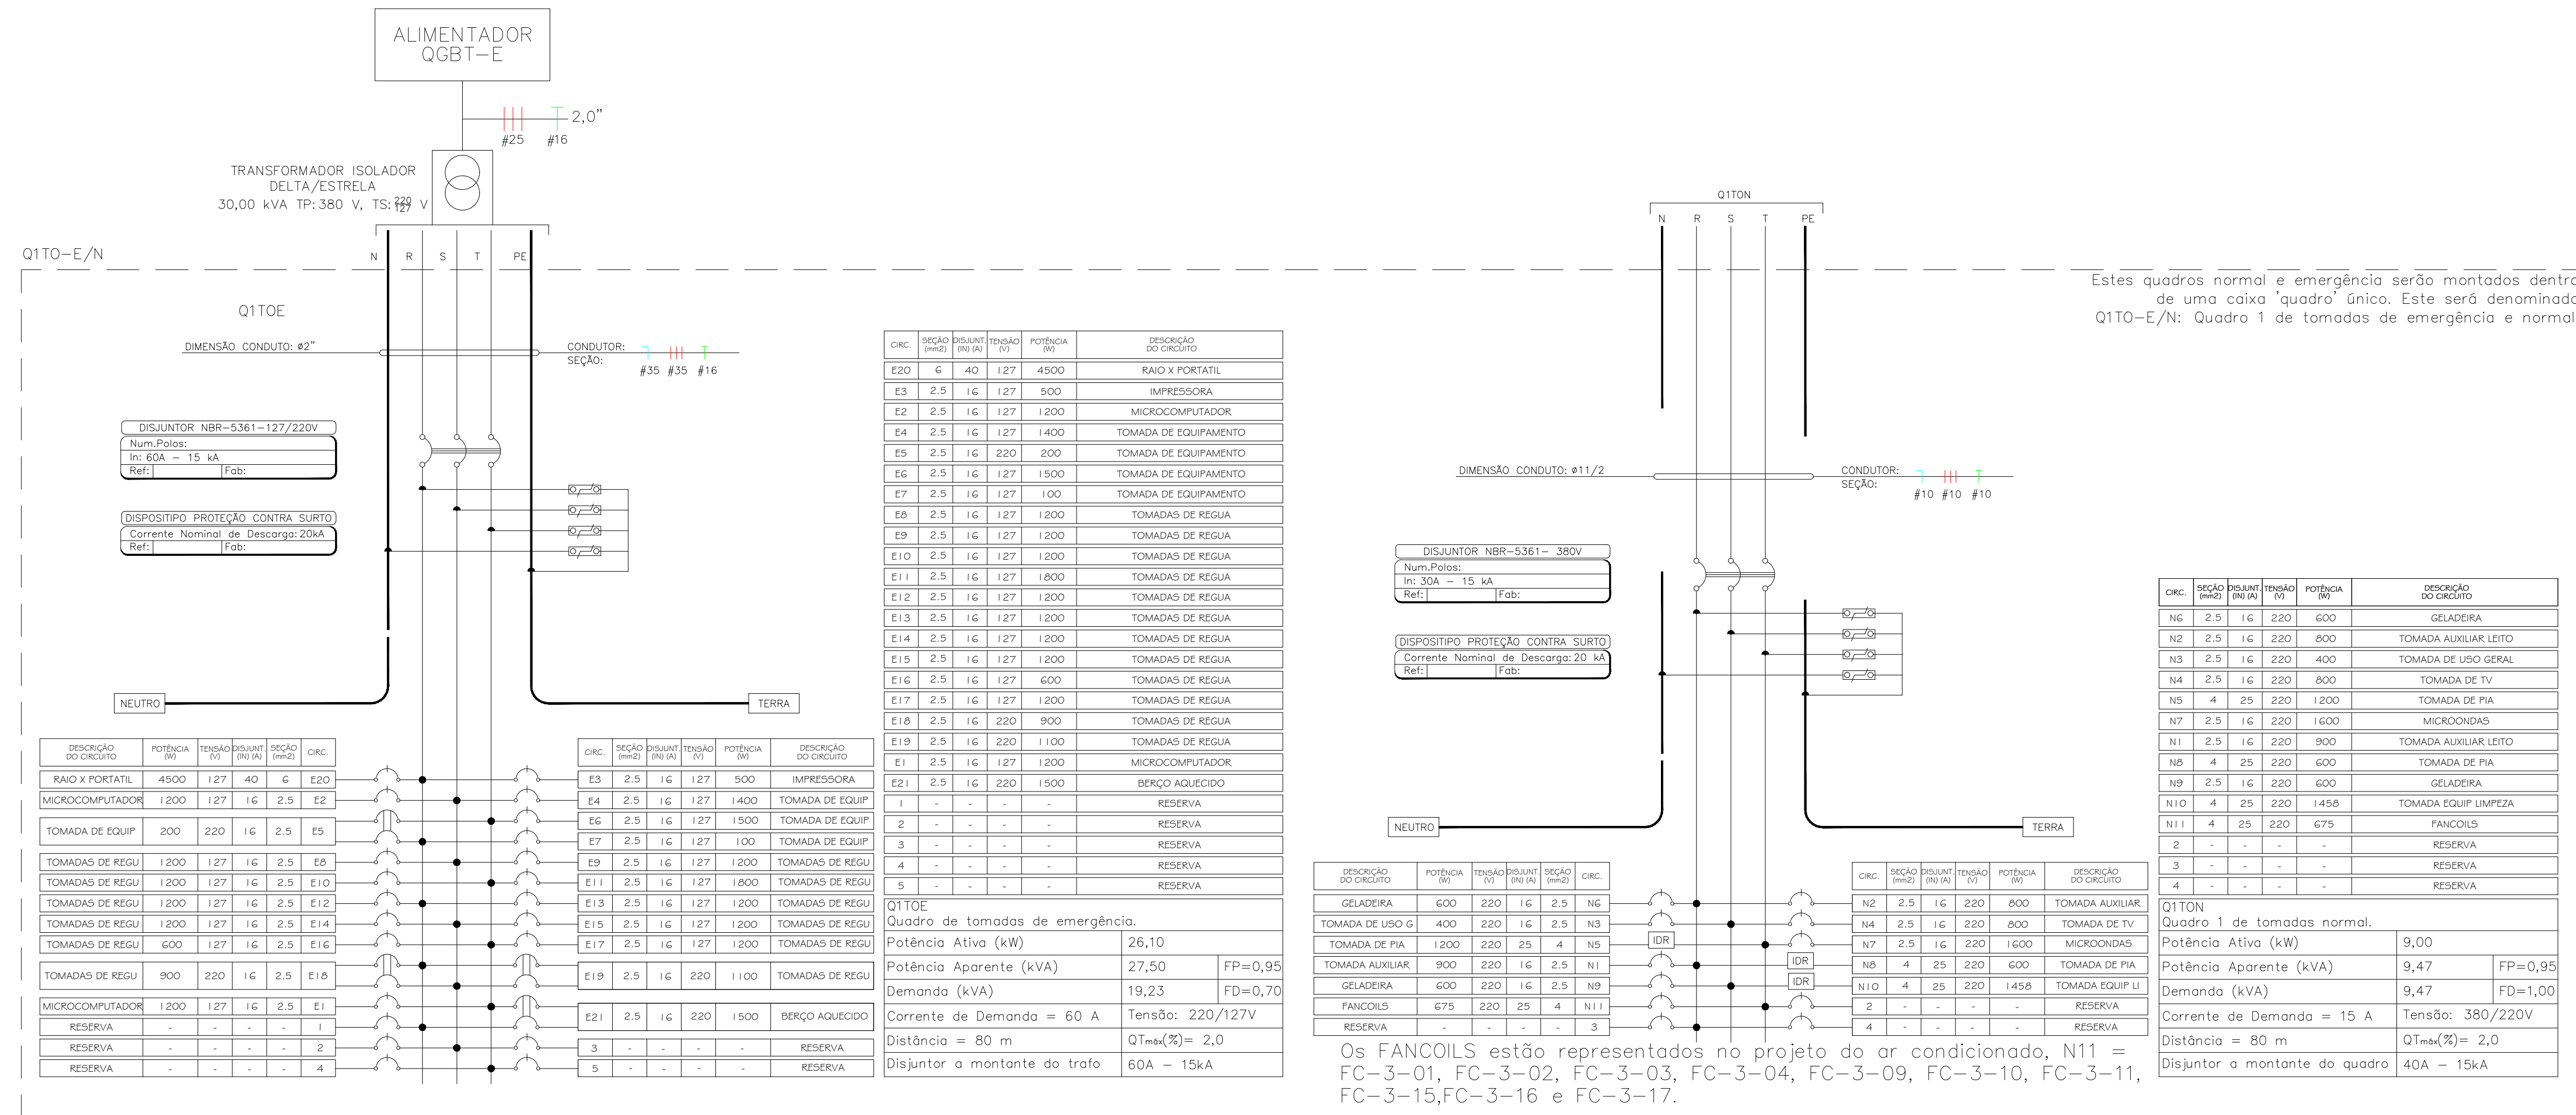 ALIMENTADOR
QGBT-E
2,0"
#25 #16
TRANSFORMADOR ISOLADOR
DELTA/ESTRELA
30,00 kVA TP:380 V, TS: 220/127 V
Q1TO-E/N
N R S T PE
Q1TOE
DIMENSÃO CONDUTO: ø2"
CONDUTOR:
SEÇÃO:
#35 #35 #16
DISJUNTOR NBR-5361-127/220V
Num.Polos:
In: 60A - 15 kA
Ref: Fab:
DISPOSITIPO PROTEÇÃO CONTRA SURTO
Corrente Nominal de Descarga:20kA
Ref: Fab:
NEUTRO
TERRA
DESCRIÇÃO DO CIRCUITO POTÊNCIA (W) TENSÃO (V) DISJUNT. (IN) (A) SEÇÃO (mm2) CIRC.
RAIO X PORTATIL 4500 127 40 6 E20
MICROCOMPUTADOR 1200 127 16 2.5 E2
TOMADA DE EQUIP 200 220 16 2.5 E5
TOMADAS DE REGU 1200 127 16 2.5 E8
TOMADAS DE REGU 1200 127 16 2.5 E10
TOMADAS DE REGU 1200 127 16 2.5 E12
TOMADAS DE REGU 1200 127 16 2.5 E14
TOMADAS DE REGU 600 127 16 2.5 E16
TOMADAS DE REGU 900 220 16 2.5 E18
MICROCOMPUTADOR 1200 127 16 2.5 E1
RESERVA - - - - 1
RESERVA - - - - 2
RESERVA - - - - 4
CIRC. SEÇÃO (mm2) DISJUNT. (IN) (A) TENSÃO (V) POTÊNCIA (W) DESCRIÇÃO DO CIRCUITO
E3 2.5 16 127 500 IMPRESSORA
E4 2.5 16 127 1400 TOMADA DE EQUIP
E6 2.5 16 127 1500 TOMADA DE EQUIP
E7 2.5 16 127 100 TOMADA DE EQUIP
E9 2.5 16 127 1200 TOMADAS DE REGU
E11 2.5 16 127 1800 TOMADAS DE REGU
E13 2.5 16 127 1200 TOMADAS DE REGU
E15 2.5 16 127 1200 TOMADAS DE REGU
E17 2.5 16 127 1200 TOMADAS DE REGU
E19 2.5 16 220 1100 TOMADAS DE REGU
E21 2.5 16 220 1500 BERÇO AQUECIDO
3 - - - - RESERVA
5 - - - - RESERVA
CIRC. SEÇÃO (mm2) DISJUNT. (IN) (A) TENSÃO (V) POTÊNCIA (W) DESCRIÇÃO DO CIRCUITO
E20 6 40 127 4500 RAIO X PORTATIL
E3 2.5 16 127 500 IMPRESSORA
E2 2.5 16 127 1200 MICROCOMPUTADOR
E4 2.5 16 127 1400 TOMADA DE EQUIPAMENTO
E5 2.5 16 220 200 TOMADA DE EQUIPAMENTO
E6 2.5 16 127 1500 TOMADA DE EQUIPAMENTO
E7 2.5 16 127 100 TOMADA DE EQUIPAMENTO
E8 2.5 16 127 1200 TOMADAS DE REGUA
E9 2.5 16 127 1200 TOMADAS DE REGUA
E10 2.5 16 127 1200 TOMADAS DE REGUA
E11 2.5 16 127 1800 TOMADAS DE REGUA
E12 2.5 16 127 1200 TOMADAS DE REGUA
E13 2.5 16 127 1200 TOMADAS DE REGUA
E14 2.5 16 127 1200 TOMADAS DE REGUA
E15 2.5 16 127 1200 TOMADAS DE REGUA
E16 2.5 16 127 600 TOMADAS DE REGUA
E17 2.5 16 127 1200 TOMADAS DE REGUA
E18 2.5 16 220 900 TOMADAS DE REGUA
E19 2.5 16 220 1100 TOMADAS DE REGUA
E1 2.5 16 127 1200 MICROCOMPUTADOR
E21 2.5 16 220 1500 BERÇO AQUECIDO
1 - - - - RESERVA
2 - - - - RESERVA
3 - - - - RESERVA
4 - - - - RESERVA
5 - - - - RESERVA
Q1TOE
Quadro de tomadas de emergência.
Potência Ativa (kW) 26,10
Potência Aparente (kVA) 27,50 FP=0,95
Demanda (kVA) 19,23 FD=0,70
Corrente de Demanda = 60 A Tensão: 220/127V
Distância = 80 m QTmáx(%)= 2,0
Disjuntor a montante do trafo 60A - 15kA
Q1TON
N R S T PE
Estes quadros normal e emergência serão montados dentro
de uma caixa 'quadro' único. Este será denominado
Q1TO-E/N: Quadro 1 de tomadas de emergência e normal
DIMENSÃO CONDUTO: ø11/2
CONDUTOR:
SEÇÃO:
#10 #10 #10
DISJUNTOR NBR-5361- 380V
Num.Polos:
In: 30A - 15 kA
Ref: Fab:
DISPOSITIPO PROTEÇÃO CONTRA SURTO
Corrente Nominal de Descarga:20 kA
Ref: Fab:
NEUTRO
TERRA
DESCRIÇÃO DO CIRCUITO POTÊNCIA (W) TENSÃO (V) DISJUNT. (IN) (A) SEÇÃO (mm2) CIRC.
GELADEIRA 600 220 16 2.5 N6
TOMADA DE USO G 400 220 16 2.5 N3
TOMADA DE PIA 1200 220 25 4 N5 IDR
TOMADA AUXILIAR 900 220 16 2.5 N1
GELADEIRA 600 220 16 2.5 N9
FANCOILS 675 220 25 4 N11
RESERVA - - - - 3
CIRC. SEÇÃO (mm2) DISJUNT. (IN) (A) TENSÃO (V) POTÊNCIA (W) DESCRIÇÃO DO CIRCUITO
N2 2.5 16 220 800 TOMADA AUXILIAR
N4 2.5 16 220 800 TOMADA DE TV
N7 2.5 16 220 1600 MICROONDAS
IDR N8 4 25 220 600 TOMADA DE PIA
IDR N10 4 25 220 1458 TOMADA EQUIP LI
2 - - - - RESERVA
4 - - - - RESERVA
Os FANCOILS estão representados no projeto do ar condicionado, N11 =
FC-3-01, FC-3-02, FC-3-03, FC-3-04, FC-3-09, FC-3-10, FC-3-11,
FC-3-15,FC-3-16 e FC-3-17.
CIRC. SEÇÃO (mm2) DISJUNT. (IN) (A) TENSÃO (V) POTÊNCIA (W) DESCRIÇÃO DO CIRCUITO
N6 2.5 16 220 600 GELADEIRA
N2 2.5 16 220 800 TOMADA AUXILIAR LEITO
N3 2.5 16 220 400 TOMADA DE USO GERAL
N4 2.5 16 220 800 TOMADA DE TV
N5 4 25 220 1200 TOMADA DE PIA
N7 2.5 16 220 1600 MICROONDAS
N1 2.5 16 220 900 TOMADA AUXILIAR LEITO
N8 4 25 220 600 TOMADA DE PIA
N9 2.5 16 220 600 GELADEIRA
N10 4 25 220 1458 TOMADA EQUIP LIMPEZA
N11 4 25 220 675 FANCOILS
2 - - - - RESERVA
3 - - - - RESERVA
4 - - - - RESERVA
Q1TON
Quadro 1 de tomadas normal.
Potência Ativa (kW) 9,00
Potência Aparente (kVA) 9,47 FP=0,95
Demanda (kVA) 9,47 FD=1,00
Corrente de Demanda = 15 A Tensão: 380/220V
Distância = 80 m QTmáx(%)= 2,0
Disjuntor a montante do quadro 40A - 15kA